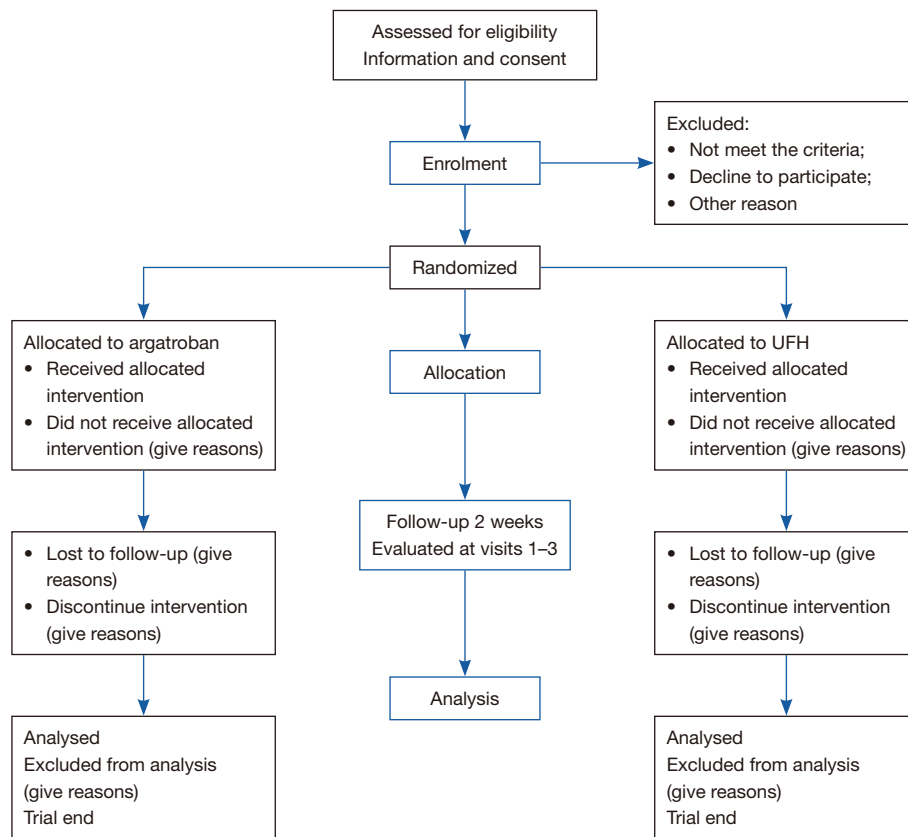 Assessed for eligibility
Information and consent
Enrolment
Excluded:
• Not meet the criteria;
• Decline to participate;
• Other reason
Randomized
Allocated to argatroban
• Received allocated
intervention
• Did not receive allocated
intervention (give reasons)
Allocation
Allocated to UFH
• Received allocated
intervention
• Did not receive allocated
intervention (give reasons)
• Lost to follow-up (give
reasons)
• Discontinue intervention
(give reasons)
Follow-up 2 weeks
Evaluated at visits 1–3
• Lost to follow-up (give
reasons)
• Discontinue intervention
(give reasons)
Analysis
Analysed
Excluded from analysis
(give reasons)
Trial end
Analysed
Excluded from analysis
(give reasons)
Trial end